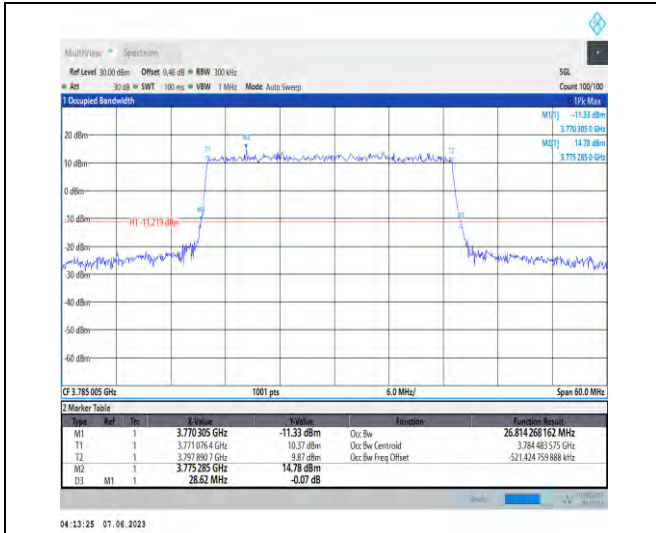 MultiView Spectrum
Ref Level 30.00 dBm Offset 9.46 dB RBW 300 kHz SGL
Att 30 dB SWT 100 ms VBW 1 MHz Mode Auto Sweep Count 100/100
1 Occupied Bandwidth 1Pk Max
M1[1] -11.33 dBm
3.770 305 0 GHz
M2[1] 14.78 dBm
3.775 285 0 GHz
20 dBm
M2
T1 T2
10 dBm
0 dBm
M1
D3
-10 dBm
H1 -11.219 dBm
-20 dBm
-30 dBm
-40 dBm
-50 dBm
-60 dBm
CF 3.785 005 GHz 1001 pts 6.0 MHz/ Span 60.0 MHz
2 Marker Table
Type Ref Trc X-Value Y-Value Function Function Result
M1 1 3.770 305 GHz -11.33 dBm Occ Bw 26.814 268 162 MHz
T1 1 3.771 076 4 GHz 10.37 dBm Occ Bw Centroid 3.784 483 575 GHz
T2 1 3.797 890 7 GHz 9.87 dBm Occ Bw Freq Offset -521.424 759 888 kHz
M2 1 3.775 285 GHz 14.78 dBm
D3 M1 1 28.62 MHz -0.07 dB
04:13:25 07.06.2023